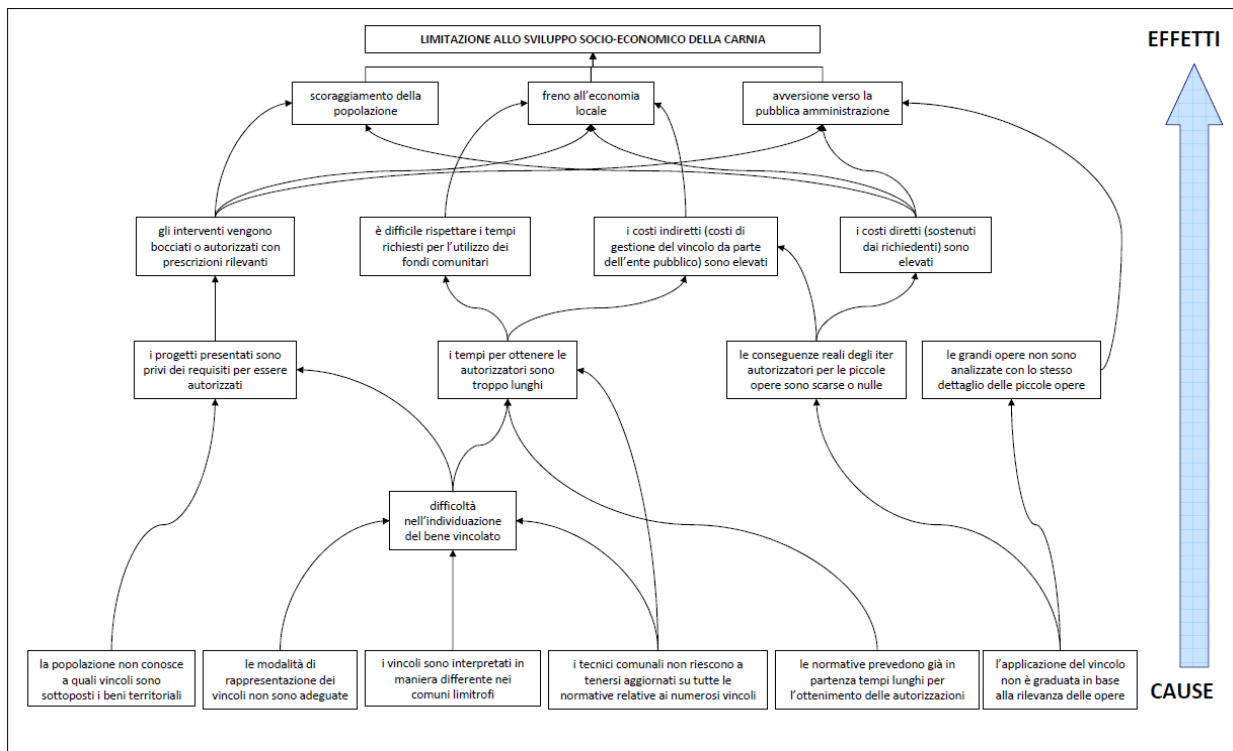 LIMITAZIONE ALLO SVILUPPO SOCIO-ECONOMICO DELLA CARNIA
EFFETTI
scoraggiamento della
popolazione
freno all'economia
locale
avversione verso la
pubblica amministrazione
gli interventi vengono
bocciati o autorizzati con
prescrizioni rilevanti
è difficile rispettare i tempi
richiesti per l'utilizzo dei
fondi comunitari
i costi indiretti (costi di
gestione del vincolo da parte
dell'ente pubblico) sono elevati
i costi diretti (sostenuti
dai richiedenti) sono
elevati
i progetti presentati sono
privi dei requisiti per essere
autorizzati
i tempi per ottenere le
autorizzatori sono
troppo lunghi
le conseguenze reali degli iter
autorizzatori per le piccole
opere sono scarse o nulle
le grandi opere non sono
analizzate con lo stesso
dettaglio delle piccole opere
difficoltà
nell'individuazione
del bene vincolato
la popolazione non conosce
a quali vincoli sono
sottoposti i beni territoriali
le modalità di
rappresentazione dei
vincoli non sono adeguate
i vincoli sono interpretati in
maniera differente nei
comuni limitrofi
i tecnici comunali non riescono a
tenersi aggiornati su tutte le
normative relative ai numerosi vincoli
le normative prevedono già in
partenza tempi lunghi per
l'ottenimento delle autorizzazioni
l'applicazione del vincolo
non è graduata in base
alla rilevanza delle opere
CAUSE